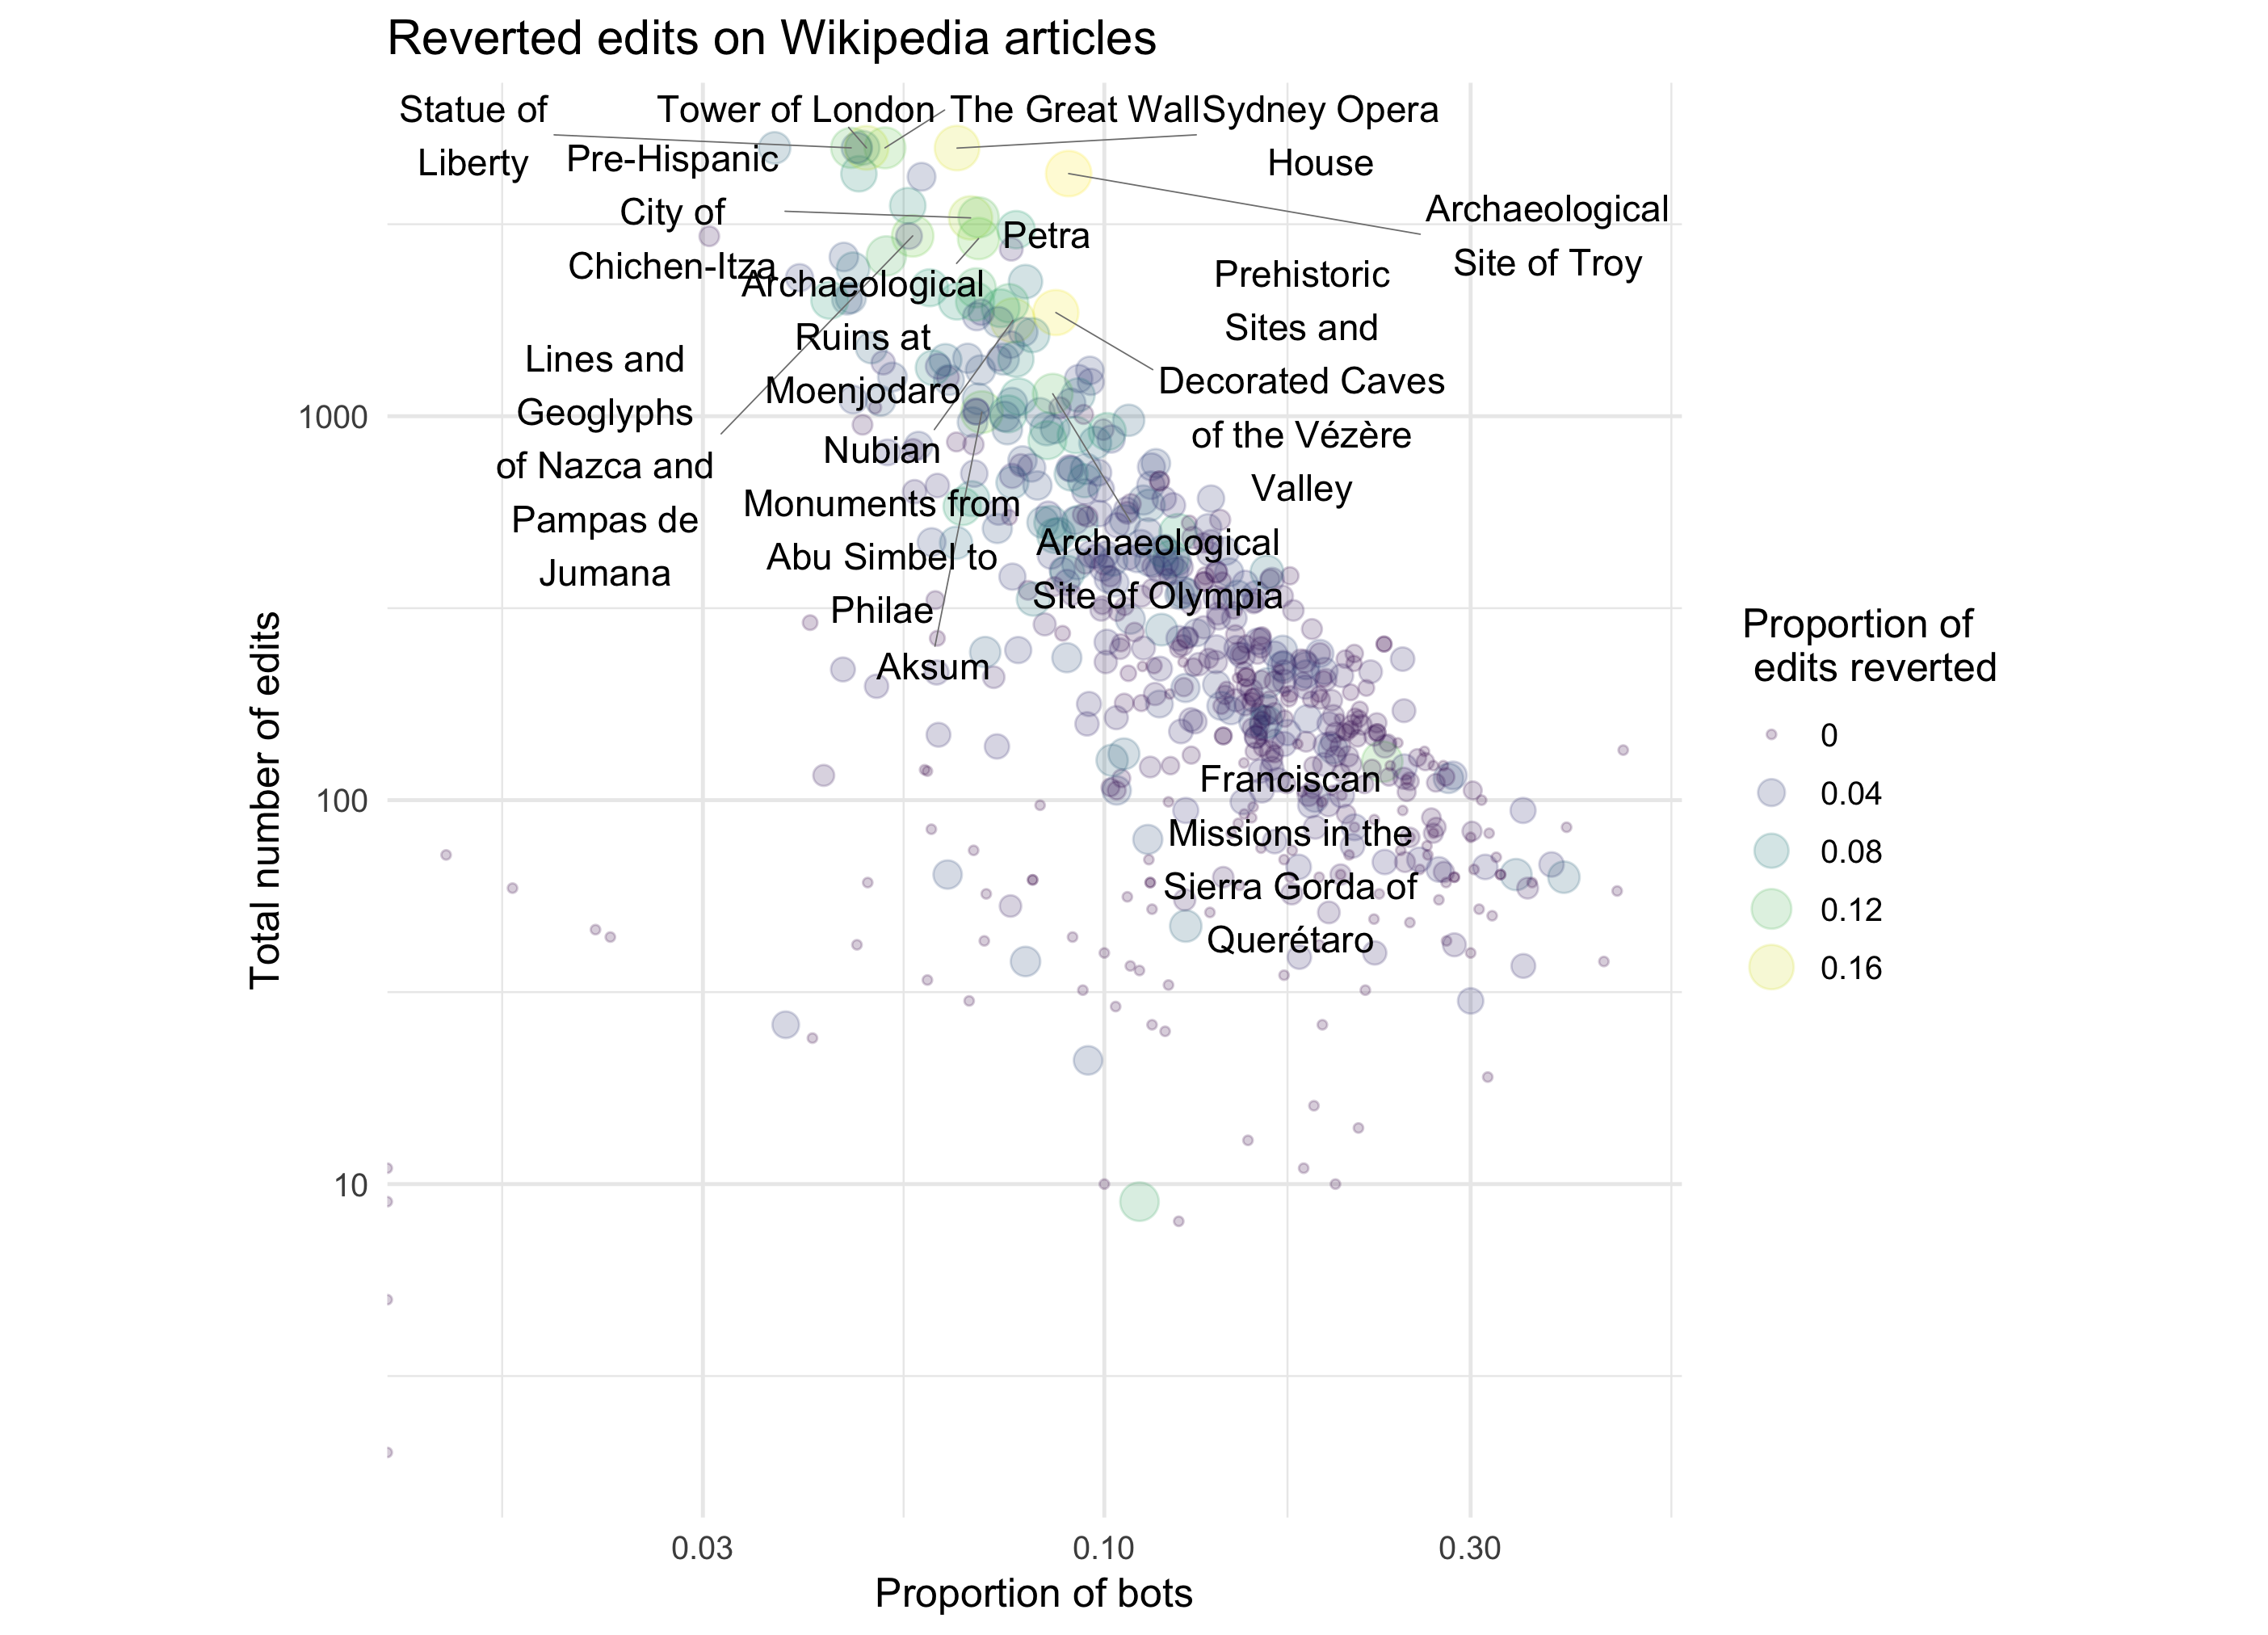 Reverted edits on Wikipedia articles
Statue of
Liberty
Tower of London
The Great Wall
Sydney Opera
House
Pre-Hispanic
City of
Chichen-Itza
Archaeological
Site of Troy
Petra
Archaeological
Ruins at
Moenjodaro
Prehistoric
Sites and
Decorated Caves
of the Vézère
Valley
Lines and
Geoglyphs
of Nazca and
Pampas de
Jumana
Nubian
Monuments from
Abu Simbel to
Philae
Archaeological
Site of Olympia
Aksum
Franciscan
Missions in the
Sierra Gorda of
Querétaro
Total number of edits
1000
100
10
0.03
0.10
0.30
Proportion of bots
Proportion of
edits reverted
0
0.04
0.08
0.12
0.16